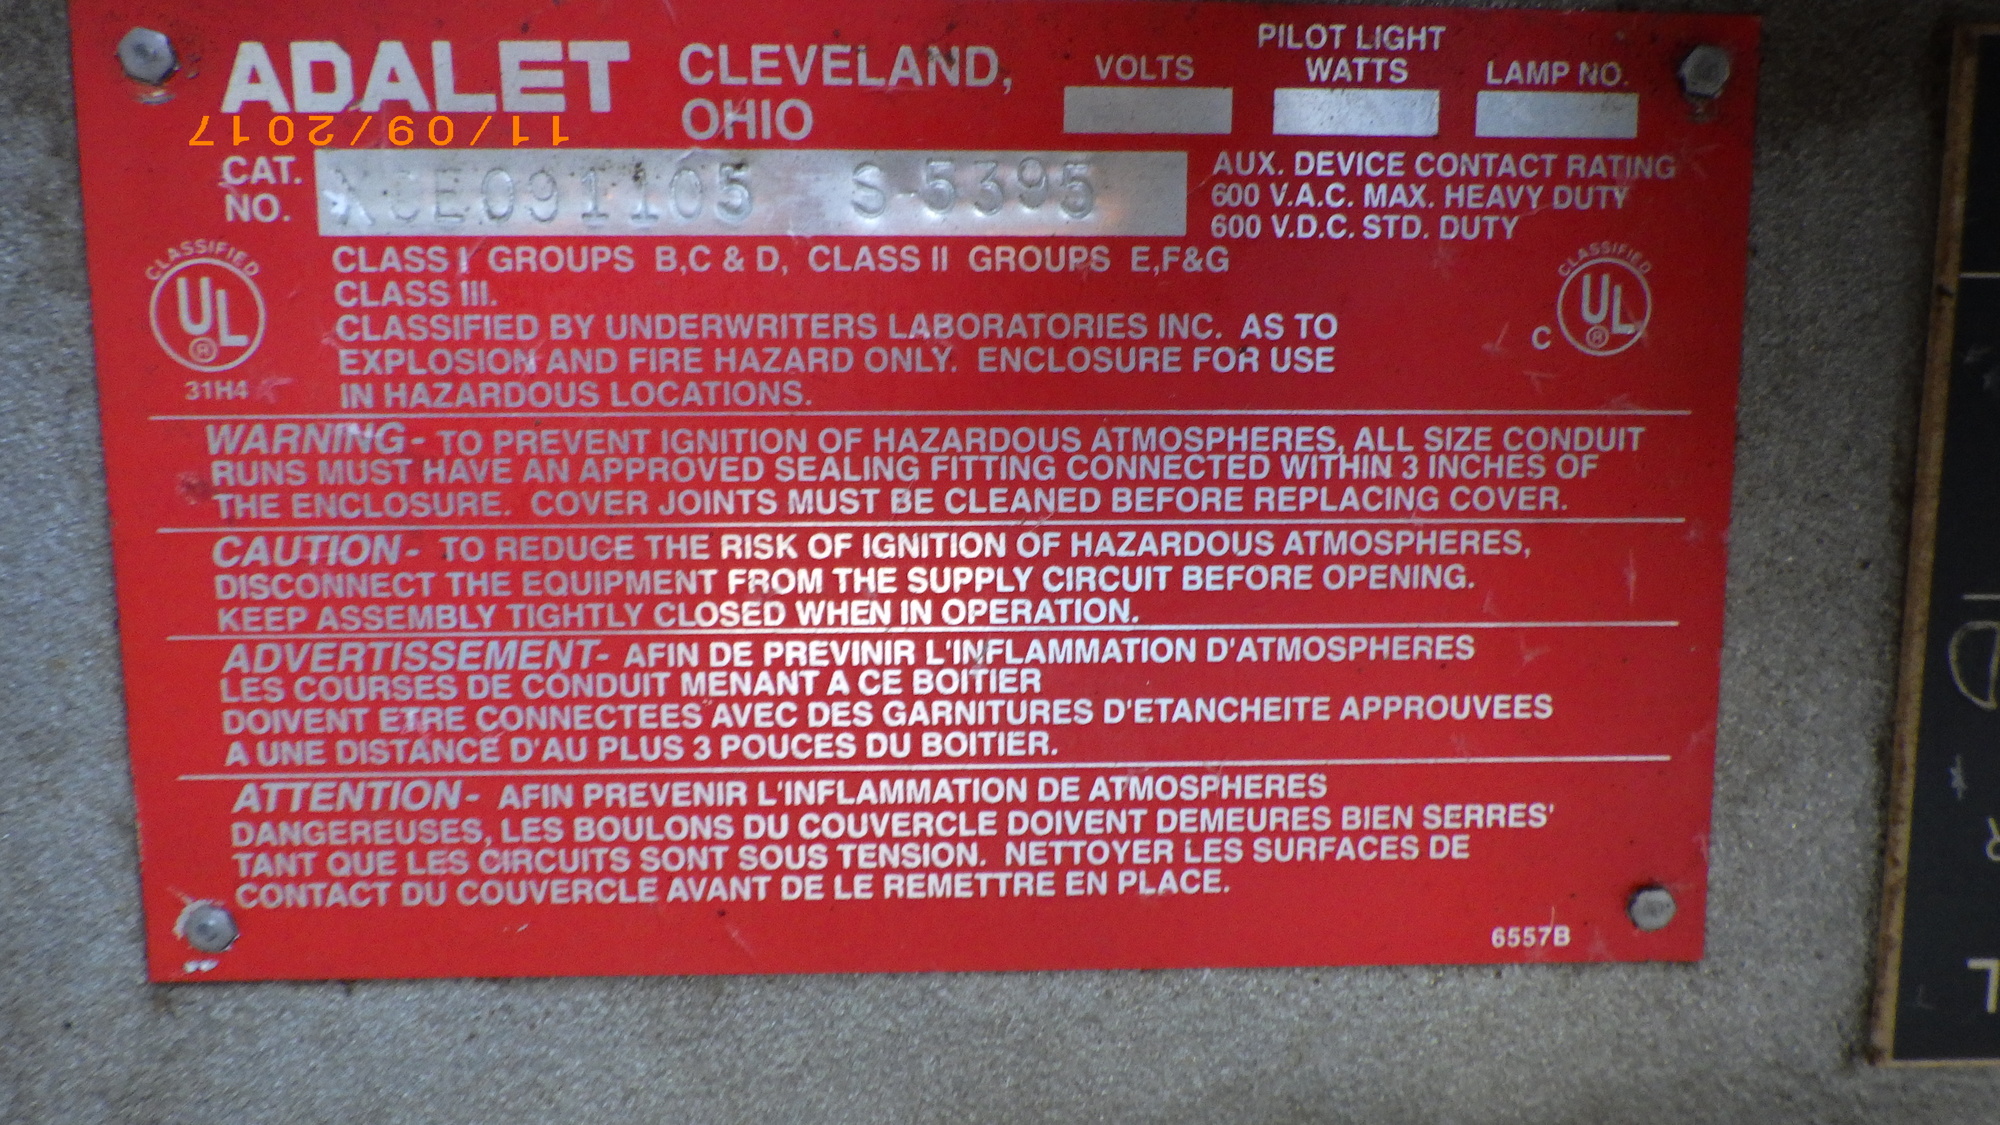 ADALET CLEVELAND, OHIO
VOLTS
PILOT LIGHT
WATTS
LAMP NO.
11/09/2017
CAT. NO. XCE091105 S-5395
AUX. DEVICE CONTACT RATING
600 V.A.C. MAX. HEAVY DUTY
600 V.D.C. STD. DUTY
CLASSIFIED
UL
®
31H4
CLASS I GROUPS B,C & D, CLASS II GROUPS E,F&G
CLASS III.
CLASSIFIED BY UNDERWRITERS LABORATORIES INC. AS TO
EXPLOSION AND FIRE HAZARD ONLY. ENCLOSURE FOR USE
IN HAZARDOUS LOCATIONS.
CLASSIFIED
C UL
®
WARNING- TO PREVENT IGNITION OF HAZARDOUS ATMOSPHERES, ALL SIZE CONDUIT
RUNS MUST HAVE AN APPROVED SEALING FITTING CONNECTED WITHIN 3 INCHES OF
THE ENCLOSURE. COVER JOINTS MUST BE CLEANED BEFORE REPLACING COVER.
CAUTION- TO REDUCE THE RISK OF IGNITION OF HAZARDOUS ATMOSPHERES,
DISCONNECT THE EQUIPMENT FROM THE SUPPLY CIRCUIT BEFORE OPENING.
KEEP ASSEMBLY TIGHTLY CLOSED WHEN IN OPERATION.
ADVERTISSEMENT- AFIN DE PREVINIR L'INFLAMMATION D'ATMOSPHERES
LES COURSES DE CONDUIT MENANT A CE BOITIER
DOIVENT ETRE CONNECTEES AVEC DES GARNITURES D'ETANCHEITE APPROUVEES
A UNE DISTANCE D'AU PLUS 3 POUCES DU BOITIER.
ATTENTION- AFIN PREVENIR L'INFLAMMATION DE ATMOSPHERES
DANGEREUSES, LES BOULONS DU COUVERCLE DOIVENT DEMEURES BIEN SERRES'
TANT QUE LES CIRCUITS SONT SOUS TENSION. NETTOYER LES SURFACES DE
CONTACT DU COUVERCLE AVANT DE LE REMETTRE EN PLACE.
6557B